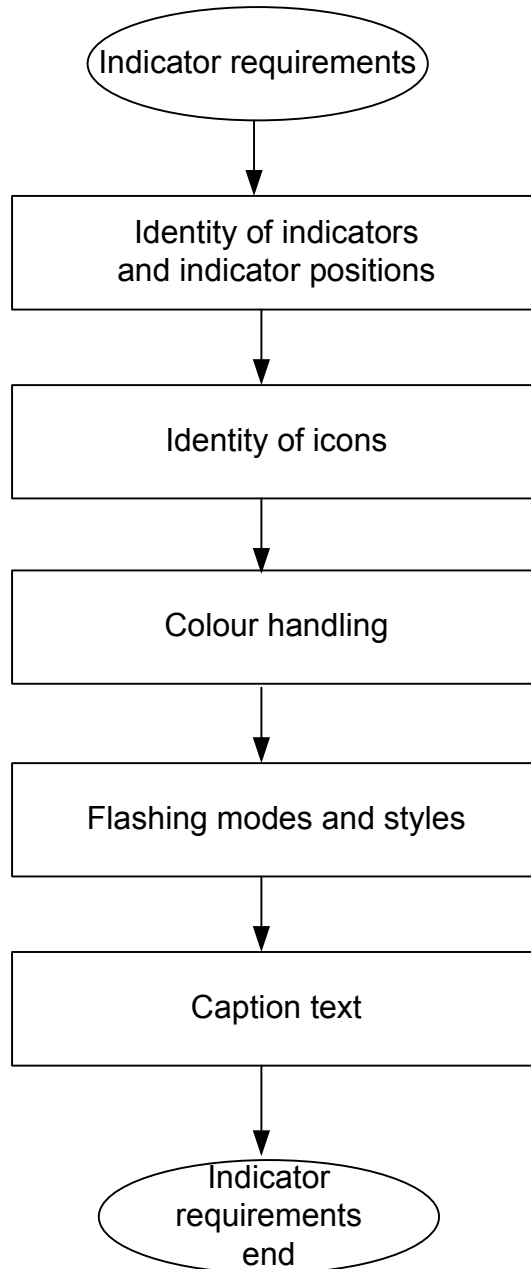 Indicator requirements
Identity of indicators
and indicator positions
Identity of icons
Colour handling
Flashing modes and styles
Caption text
Indicator
requirements
end